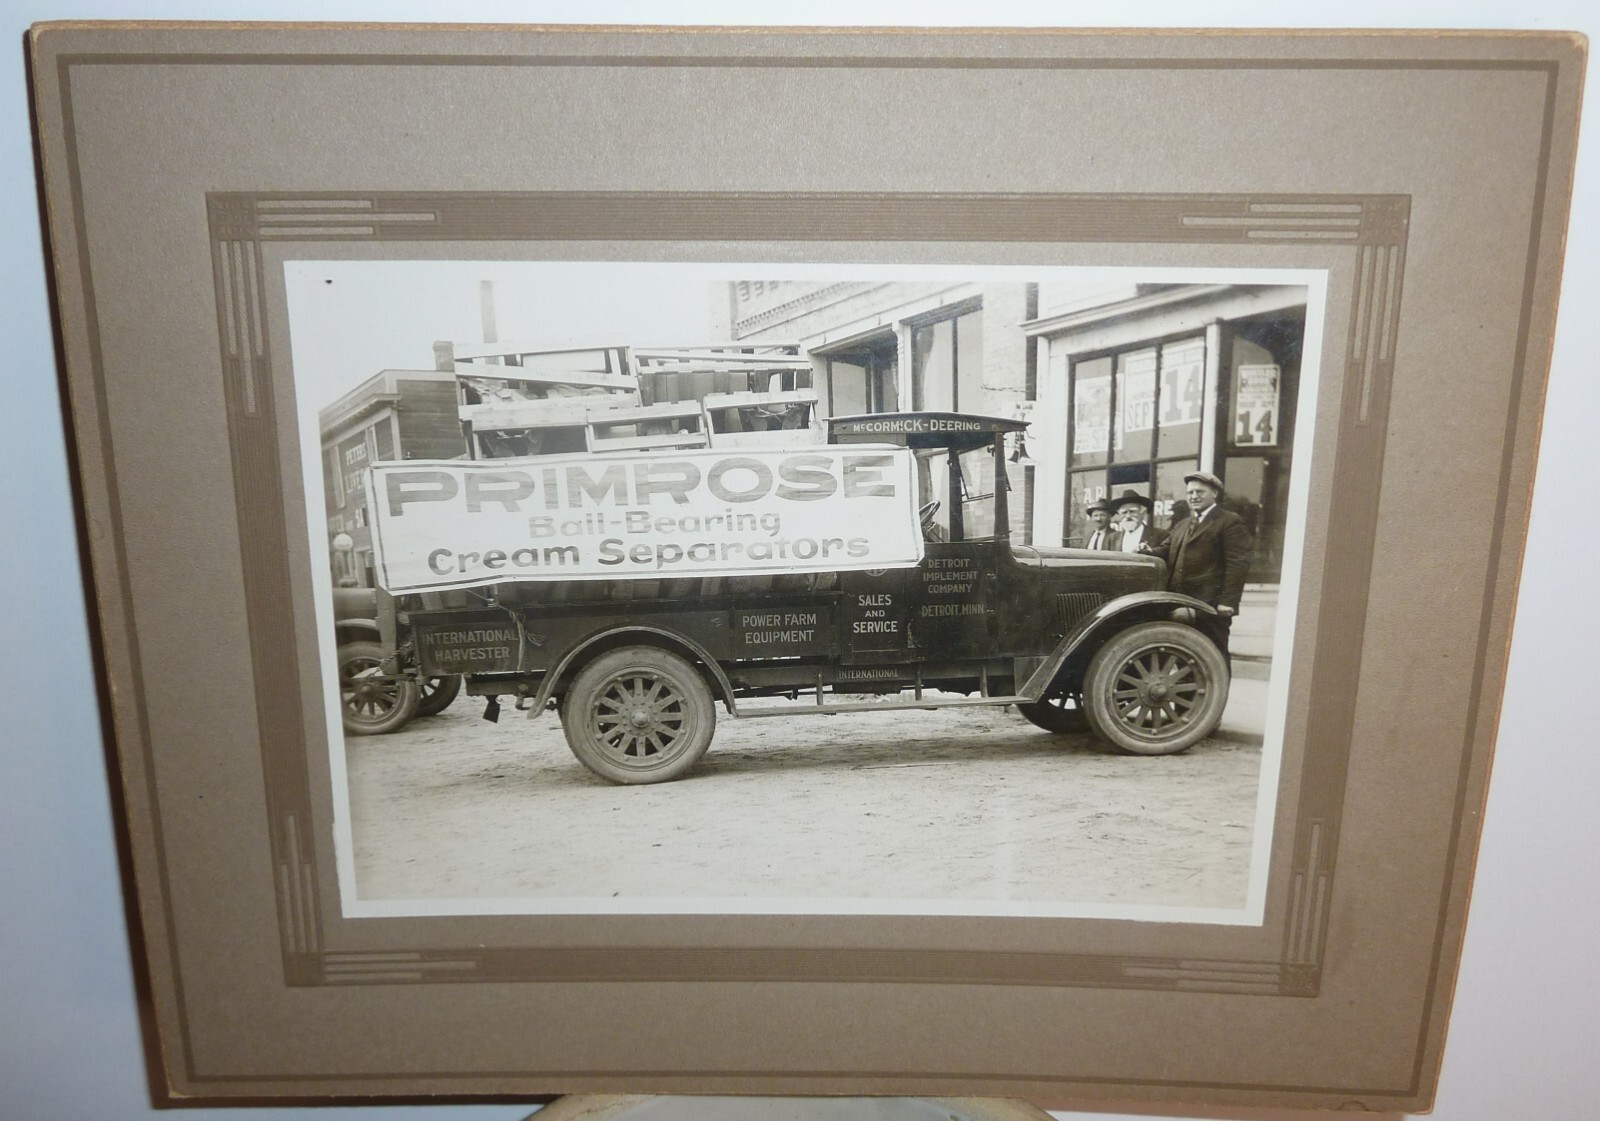 McCORMICK-DEERING
PRIMROSE
Ball-Bearing
Cream Separators
INTERNATIONAL
HARVESTER
POWER FARM
EQUIPMENT
SALES
AND
SERVICE
DETROIT
IMPLEMENT
COMPANY
DETROIT, MINN
INTERNATIONAL
SEPT
14
14